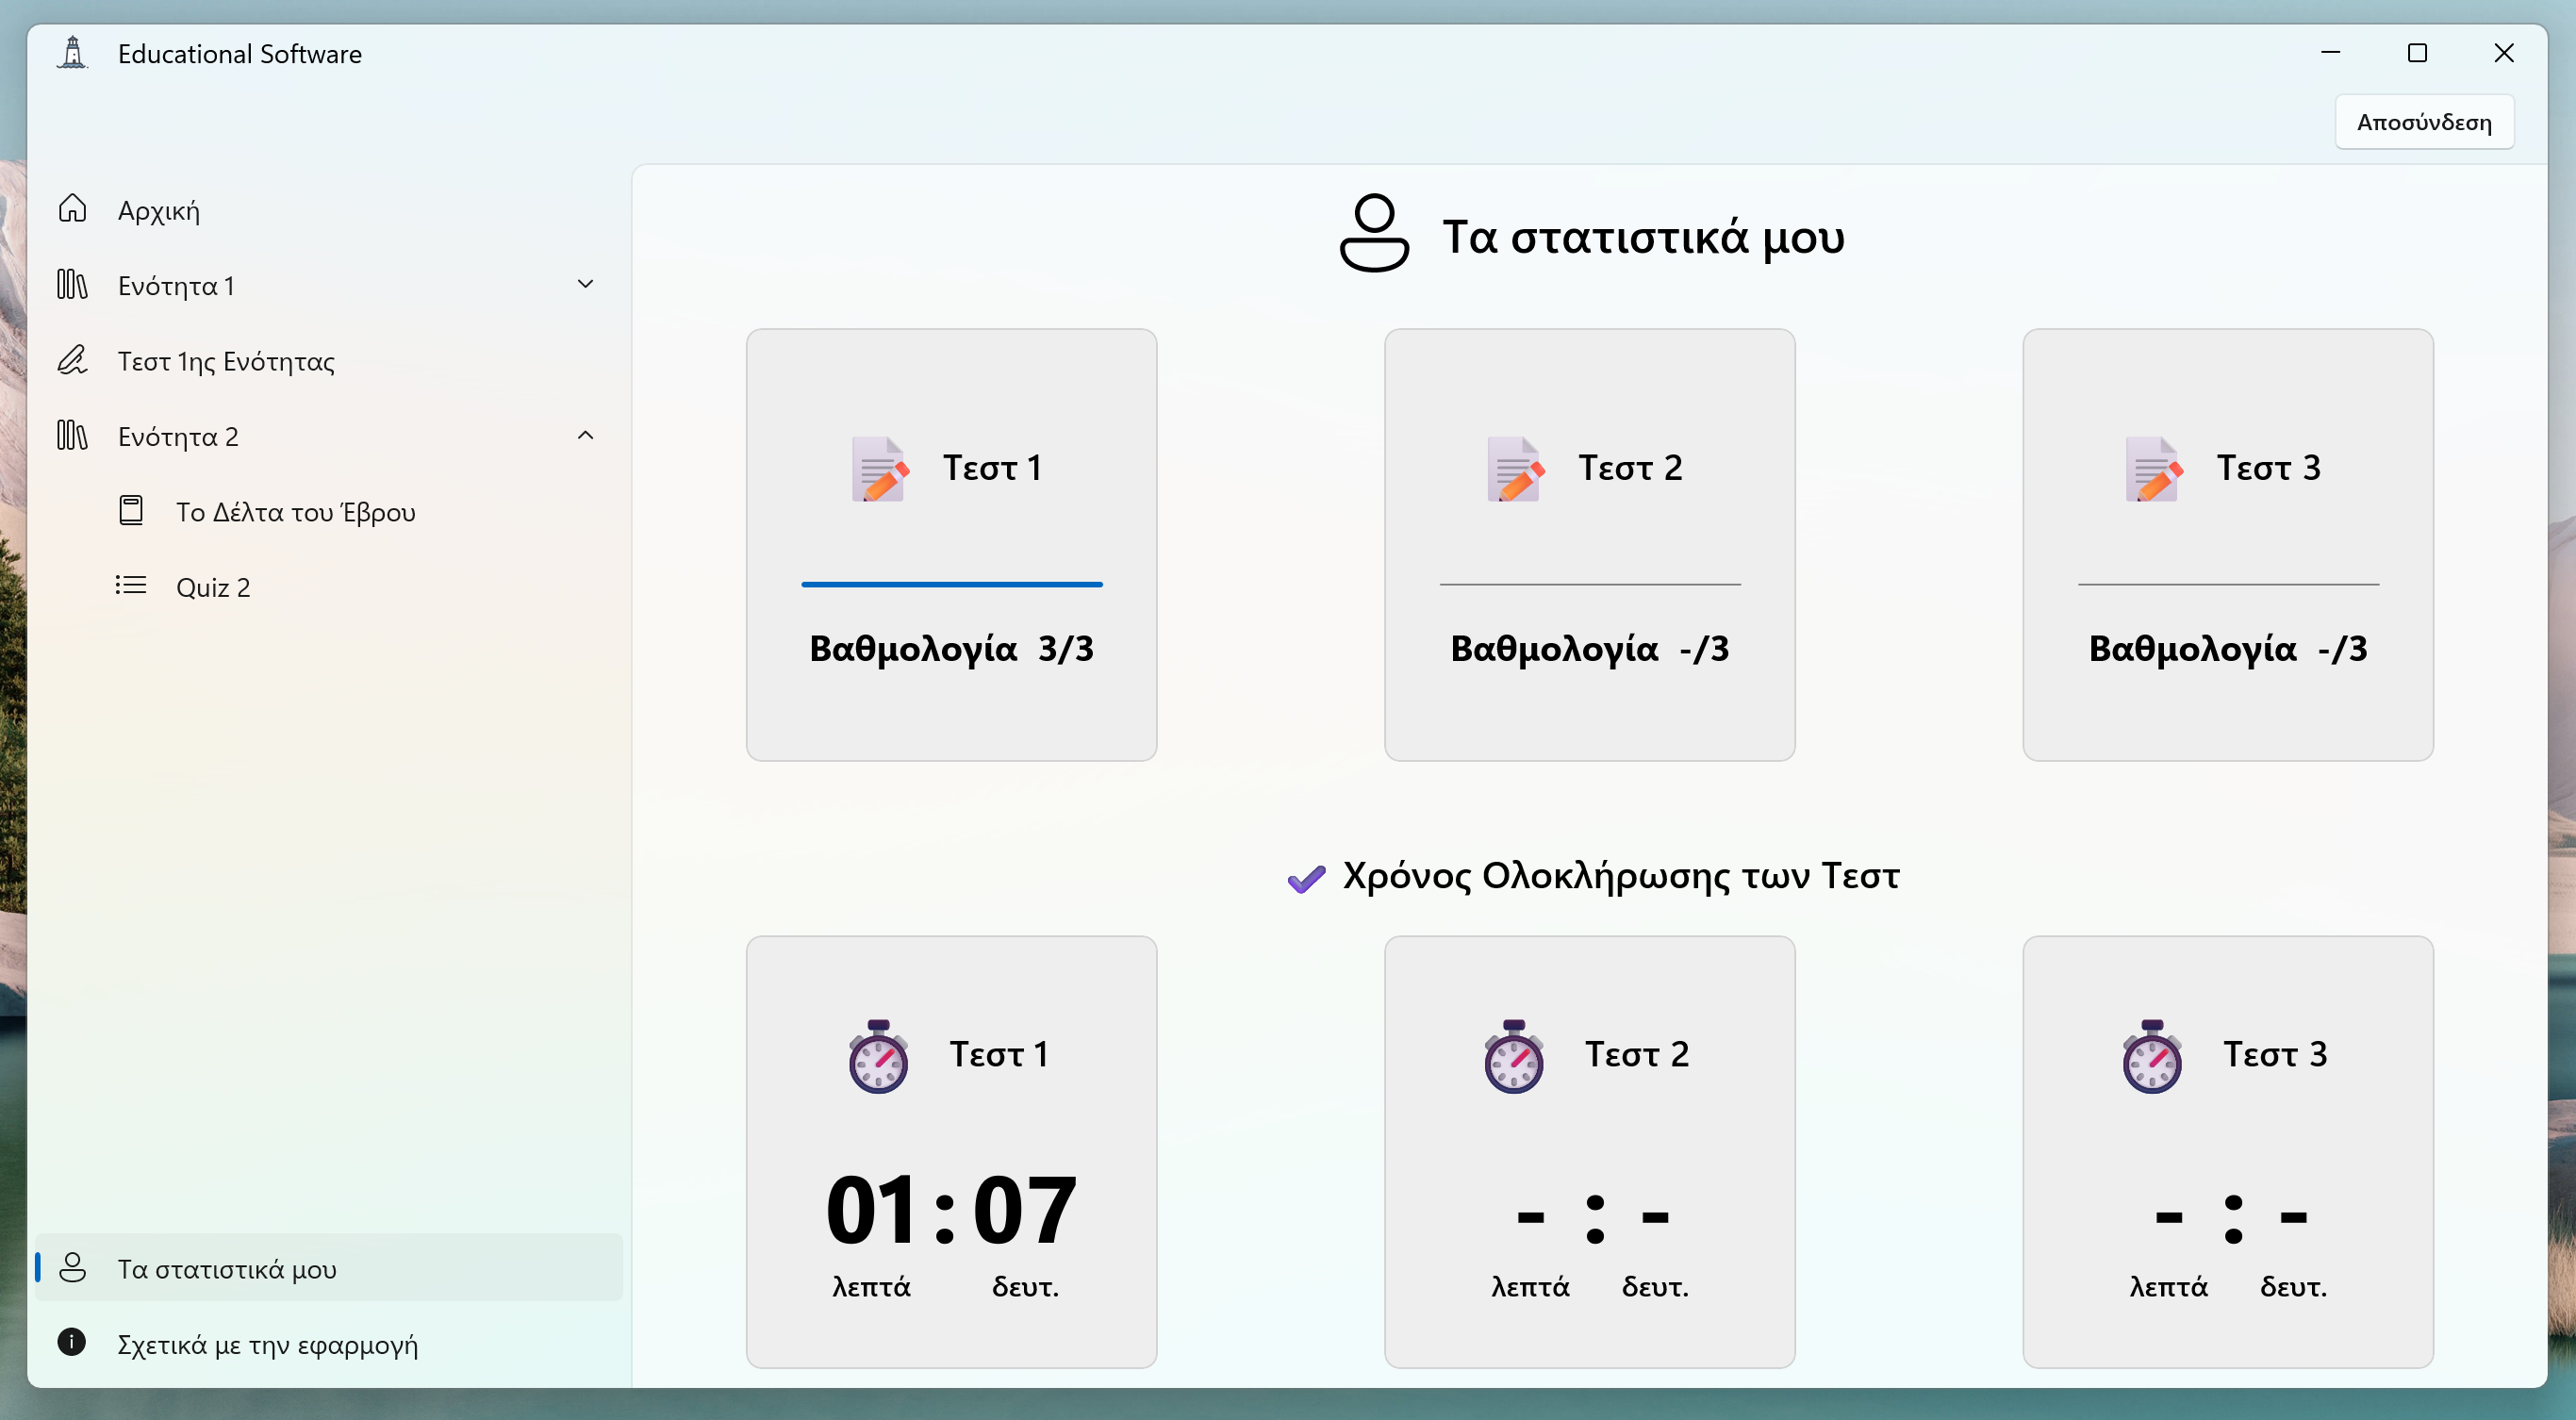 Educational Software
Αποσύνδεση
Αρχική
Ενότητα 1
Τεστ 1ης Ενότητας
Ενότητα 2
Το Δέλτα του Έβρου
Quiz 2
Τα στατιστικά μου
Σχετικά με την εφαρμογή
Τα στατιστικά μου
Τεστ 1
Βαθμολογία 3/3
Τεστ 2
Βαθμολογία -/3
Τεστ 3
Βαθμολογία -/3
Χρόνος Ολοκλήρωσης των Τεστ
Τεστ 1
01 : 07
λεπτά δευτ.
Τεστ 2
- : -
λεπτά δευτ.
Τεστ 3
- : -
λεπτά δευτ.